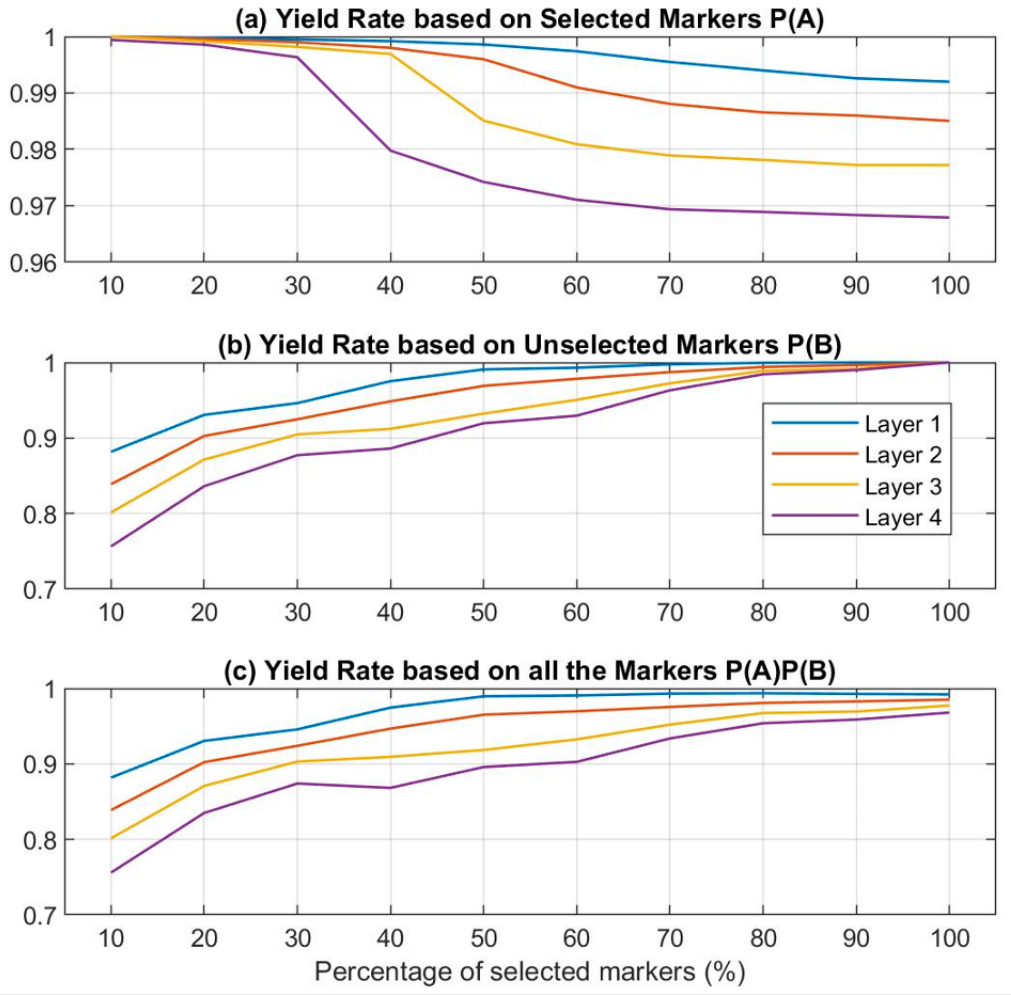 (a) Yield Rate based on Selected Markers P(A)
1
0.99
0.98
0.97
0.96
10 20 30 40 50 60 70 80 90 100
(b) Yield Rate based on Unselected Markers P(B)
1
0.9
0.8
0.7
Layer 1
Layer 2
Layer 3
Layer 4
10 20 30 40 50 60 70 80 90 100
(c) Yield Rate based on all the Markers P(A)P(B)
1
0.9
0.8
0.7
10 20 30 40 50 60 70 80 90 100
Percentage of selected markers (%)